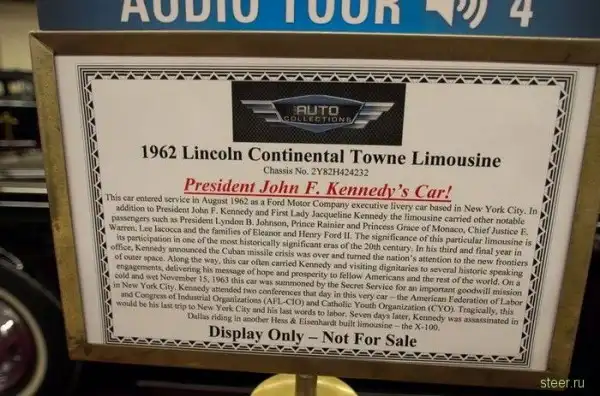 AUDIO TOUR 4
THE AUTO
COLLECTIONS
1962 Lincoln Continental Towne Limousine
Chassis No. 2Y82H424232
President John F. Kennedy's Car!
This car entered service in August 1962 as a Ford Motor Company executive livery car based in New York City. In
addition to President John F. Kennedy and First Lady Jacqueline Kennedy the limousine carried other notable
passengers such as President Lyndon B. Johnson, Prince Rainier and Princess Grace of Monaco, Chief Justice E.
Warren, Lee Iacocca and the families of Eleanor and Henry Ford II. The significance of this particular limousine is
its participation in one of the most historically significant eras of the 20th century. In his third and final year in
office, Kennedy announced the Cuban missile crisis was over and turned the nation's attention to the new frontiers
of outer space. Along the way, this car often carried Kennedy and visiting dignitaries to several historic speaking
engagements, delivering his message of hope and prosperity to fellow Americans and the rest of the world. On a
cold and wet November 15, 1963 this car was summoned by the Secret Service for an important goodwill mission
in New York City. Kennedy attended two conferences that day in this very car – the American Federation of Labor
and Congress of Industrial Organizations (AFL-CIO) and Catholic Youth Organization (CYO). Tragically, this
would be his last trip to New York City and his last words to labor. Seven days later, Kennedy was assassinated in
Dallas riding in another Hess & Eisenhardt built limousine – the X-100.
Display Only – Not For Sale
steer.ru